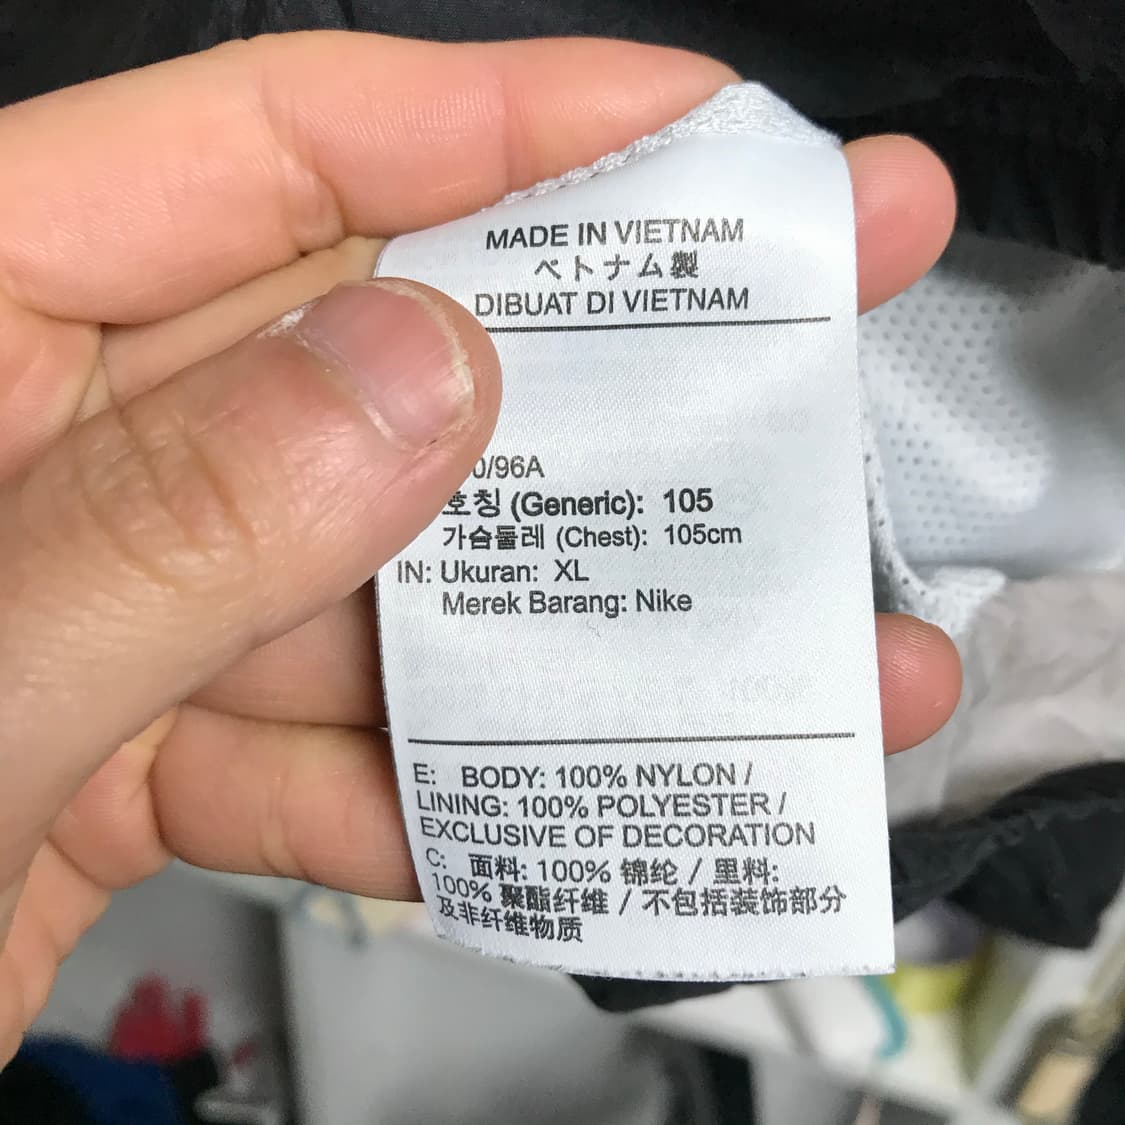 MADE IN VIETNAM
ベトナム製
DIBUAT DI VIETNAM
0/96A
호칭 (Generic): 105
가슴둘레 (Chest): 105cm
IN: Ukuran: XL
Merek Barang: Nike
E: BODY: 100% NYLON /
LINING: 100% POLYESTER /
EXCLUSIVE OF DECORATION
C: 面料: 100% 锦纶 / 里料:
100% 聚酯纤维 / 不包括装饰部分
及非纤维物质